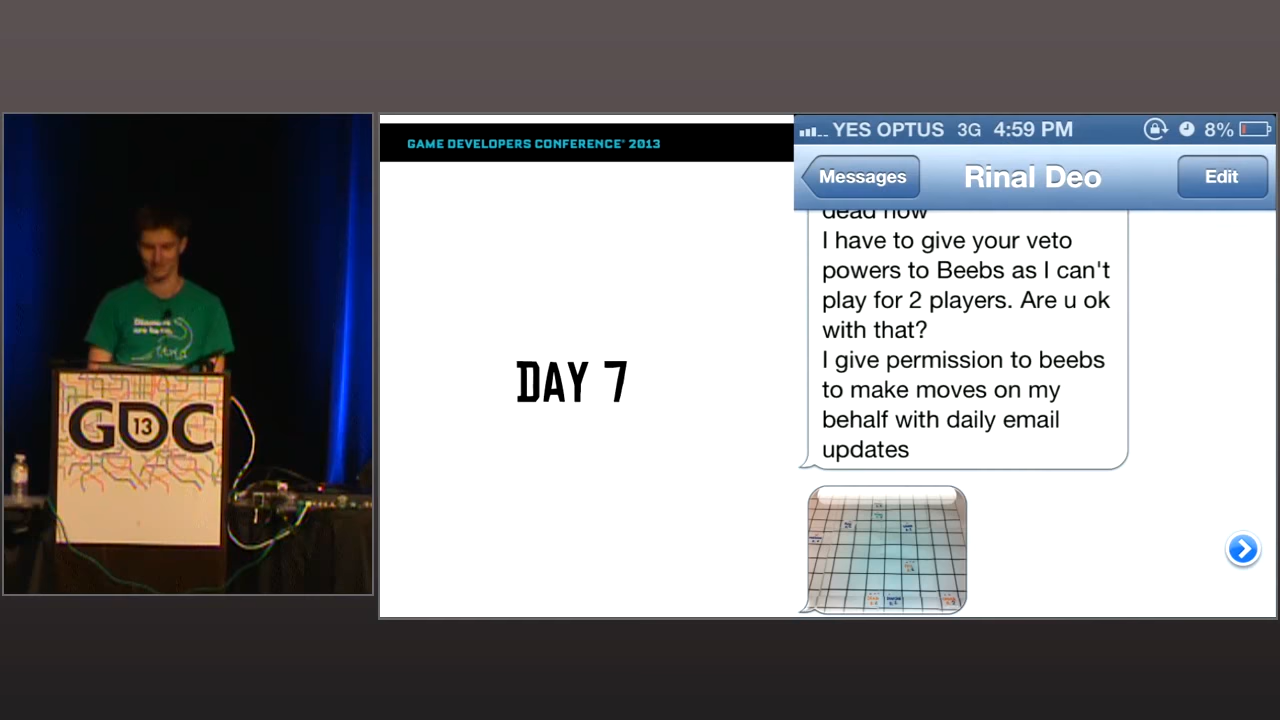 GAME DEVELOPERS CONFERENCE® 2013
YES OPTUS 3G 4:59 PM 8%
Messages
Rinal Deo
Edit
dead now
I have to give your veto
powers to Beebs as I can't
play for 2 players. Are u ok
with that?
I give permission to beebs
to make moves on my
behalf with daily email
updates
DAY 7
GDC
13